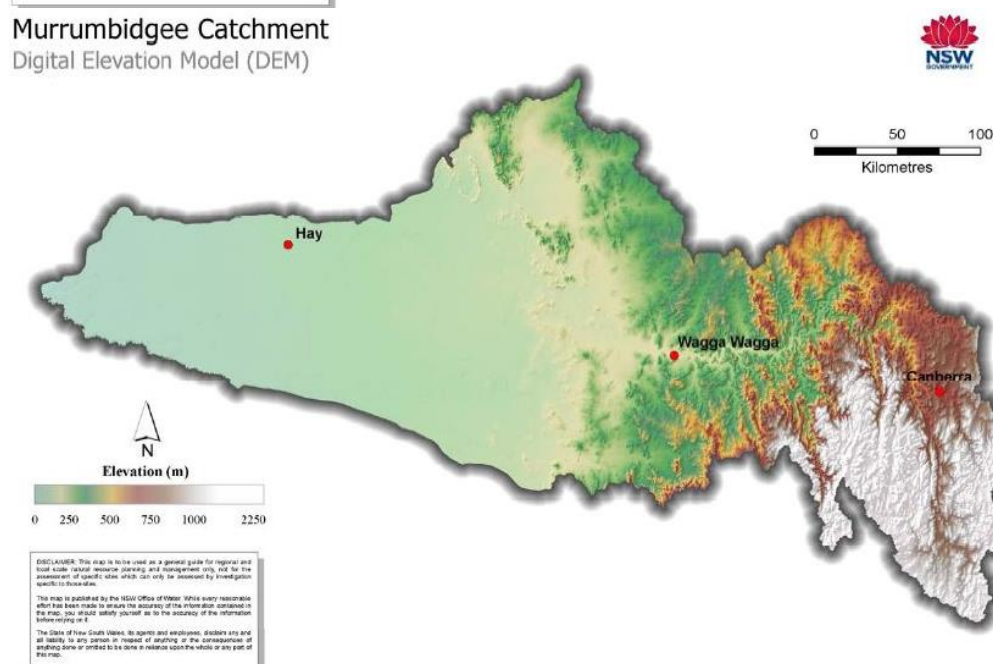 Murrumbidgee Catchment
Digital Elevation Model (DEM)
NSW
GOVERNMENT
0 50 100
Kilometres
Hay
Wagga Wagga
Canberra
N
Elevation (m)
0 250 500 750 1000 2250
DISCLAIMER: This map is to be used as a general guide for regional and
local scale natural resource planning and management only, not for the
assessment of specific sites which can only be assessed by investigation
specific to those sites.
This map is published by the NSW Office of Water. While every reasonable
effort has been made to ensure the accuracy of the information contained in
the map, you should satisfy yourself as to the accuracy of the information
before relying on it.
The State of New South Wales, its agents and employees, disclaim any and
all liability to any person in respect of anything or the consequences of
anything done or omitted to be done in reliance upon the whole or any part of
this map.